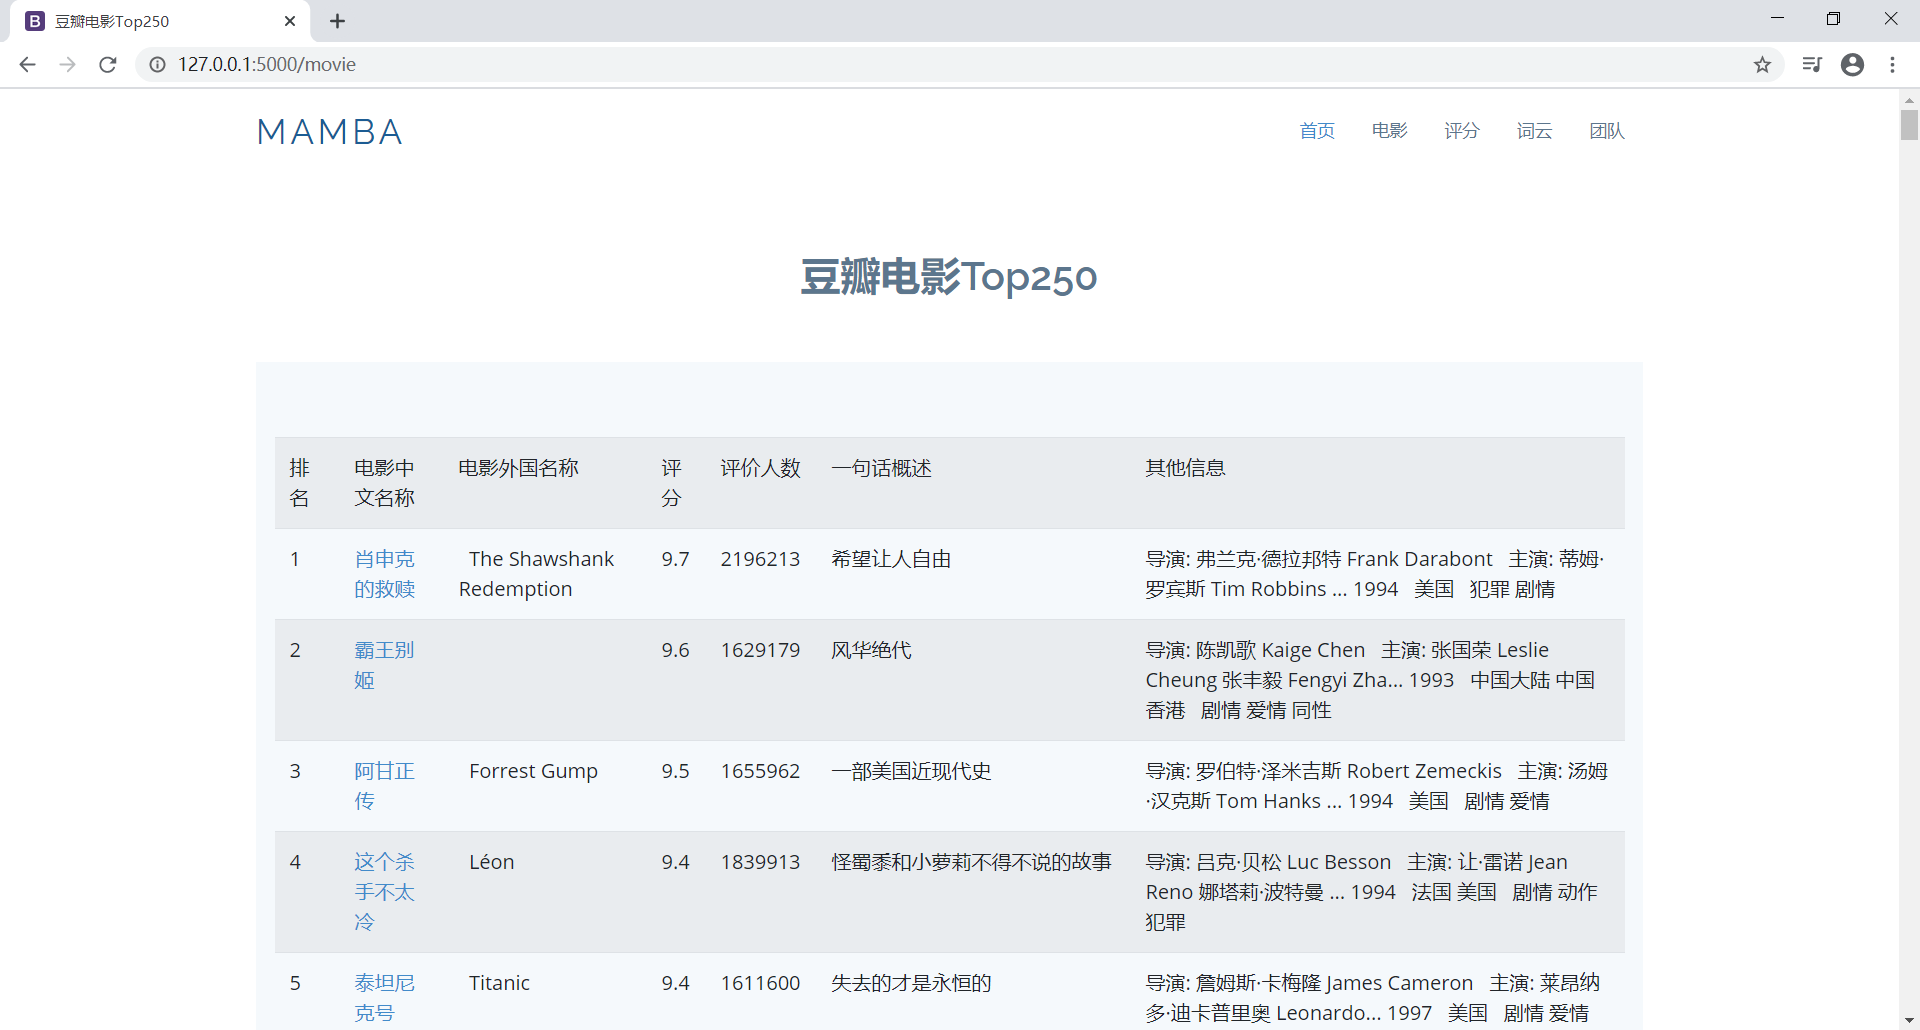 豆瓣电影Top250
127.0.0.1:5000/movie
MAMBA
首页 电影 评分 词云 团队
豆瓣电影Top250
排名 电影中文名称 电影外国名称 评分 评价人数 一句话概述 其他信息
1 肖申克的救赎 The Shawshank Redemption 9.7 2196213 希望让人自由 导演: 弗兰克·德拉邦特 Frank Darabont 主演: 蒂姆·罗宾斯 Tim Robbins ... 1994 美国 犯罪 剧情
2 霸王别姬 9.6 1629179 风华绝代 导演: 陈凯歌 Kaige Chen 主演: 张国荣 Leslie Cheung 张丰毅 Fengyi Zha... 1993 中国大陆 中国香港 剧情 爱情 同性
3 阿甘正传 Forrest Gump 9.5 1655962 一部美国近现代史 导演: 罗伯特·泽米吉斯 Robert Zemeckis 主演: 汤姆·汉克斯 Tom Hanks ... 1994 美国 剧情 爱情
4 这个杀手不太冷 Léon 9.4 1839913 怪蜀黍和小萝莉不得不说的故事 导演: 吕克·贝松 Luc Besson 主演: 让·雷诺 Jean Reno 娜塔莉·波特曼 ... 1994 法国 美国 剧情 动作 犯罪
5 泰坦尼克号 Titanic 9.4 1611600 失去的才是永恒的 导演: 詹姆斯·卡梅隆 James Cameron 主演: 莱昂纳多·迪卡普里奥 Leonardo... 1997 美国 剧情 爱情